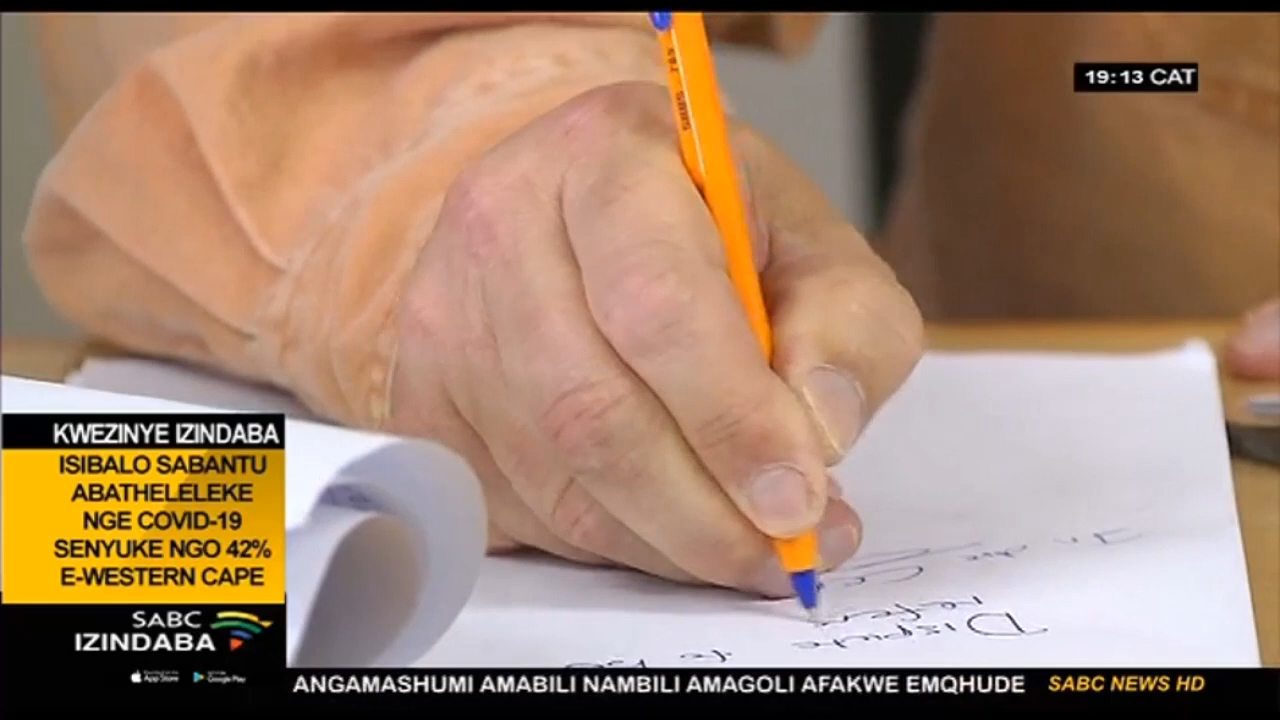 19:13 CAT
KWEZINYE IZINDABA
ISIBALO SABANTU
ABATHELELEKE
NGE COVID-19
SENYUKE NGO 42%
E-WESTERN CAPE
SABC
IZINDABA
App Store
Google Play
ANGAMASHUMI AMABILI NAMBILI AMAGOLI AFAKWE EMQHUDE
SABC NEWS HD
Dispute